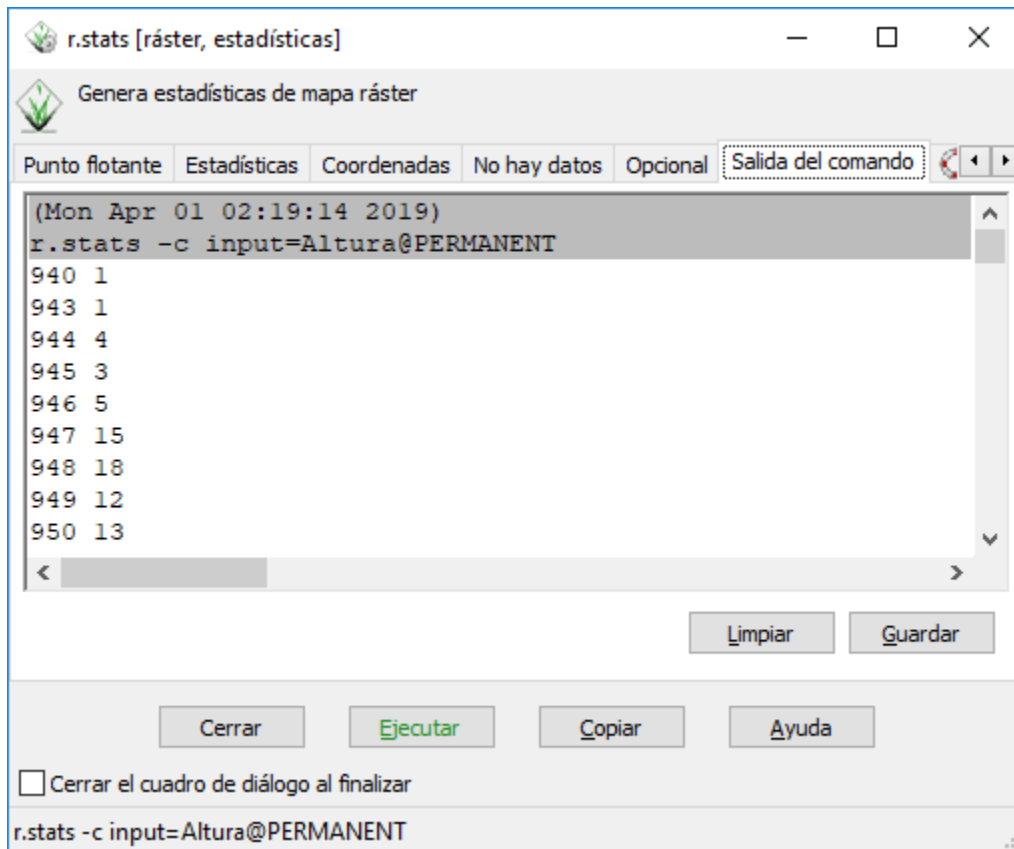 r.stats [ráster, estadísticas]
Genera estadísticas de mapa ráster
Punto flotante Estadísticas Coordenadas No hay datos Opcional Salida del comando
(Mon Apr 01 02:19:14 2019)
r.stats -c input=Altura@PERMANENT
940 1
943 1
944 4
945 3
946 5
947 15
948 18
949 12
950 13
Limpiar Guardar
Cerrar Ejecutar Copiar Ayuda
Cerrar el cuadro de diálogo al finalizar
r.stats -c input=Altura@PERMANENT